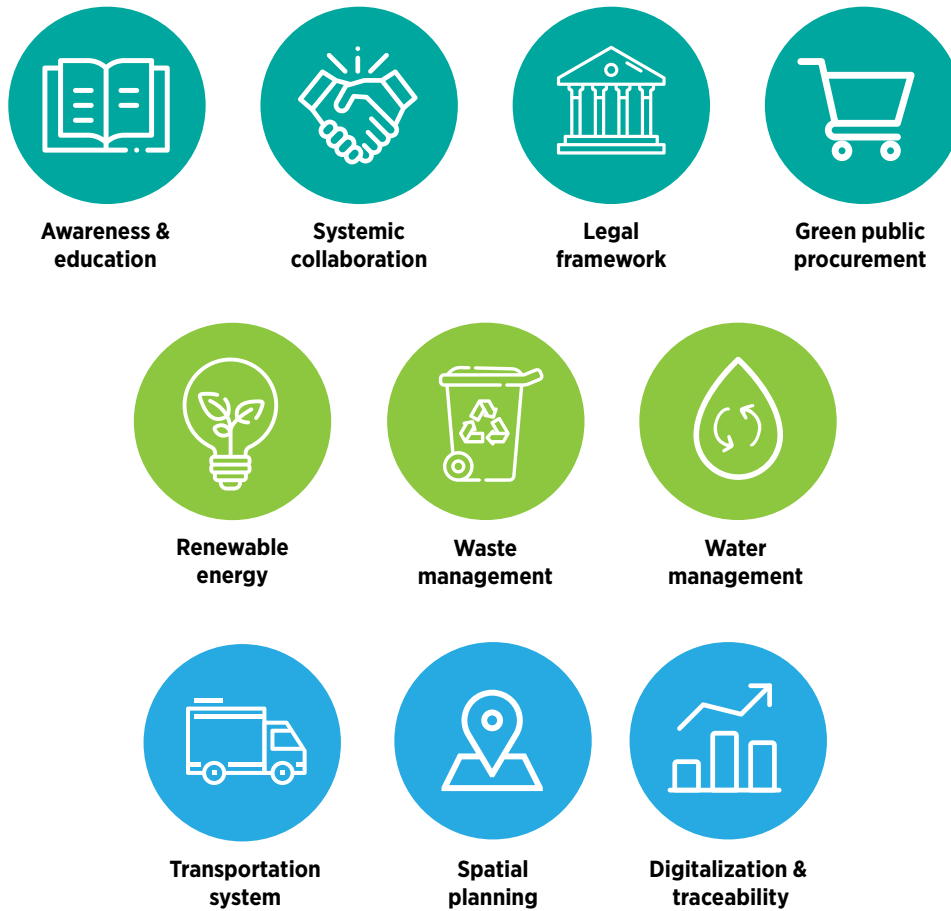 Awareness &
education
Systemic
collaboration
Legal
framework
Green public
procurement
Renewable
energy
Waste
management
Water
management
Transportation
system
Spatial
planning
Digitalization &
traceability